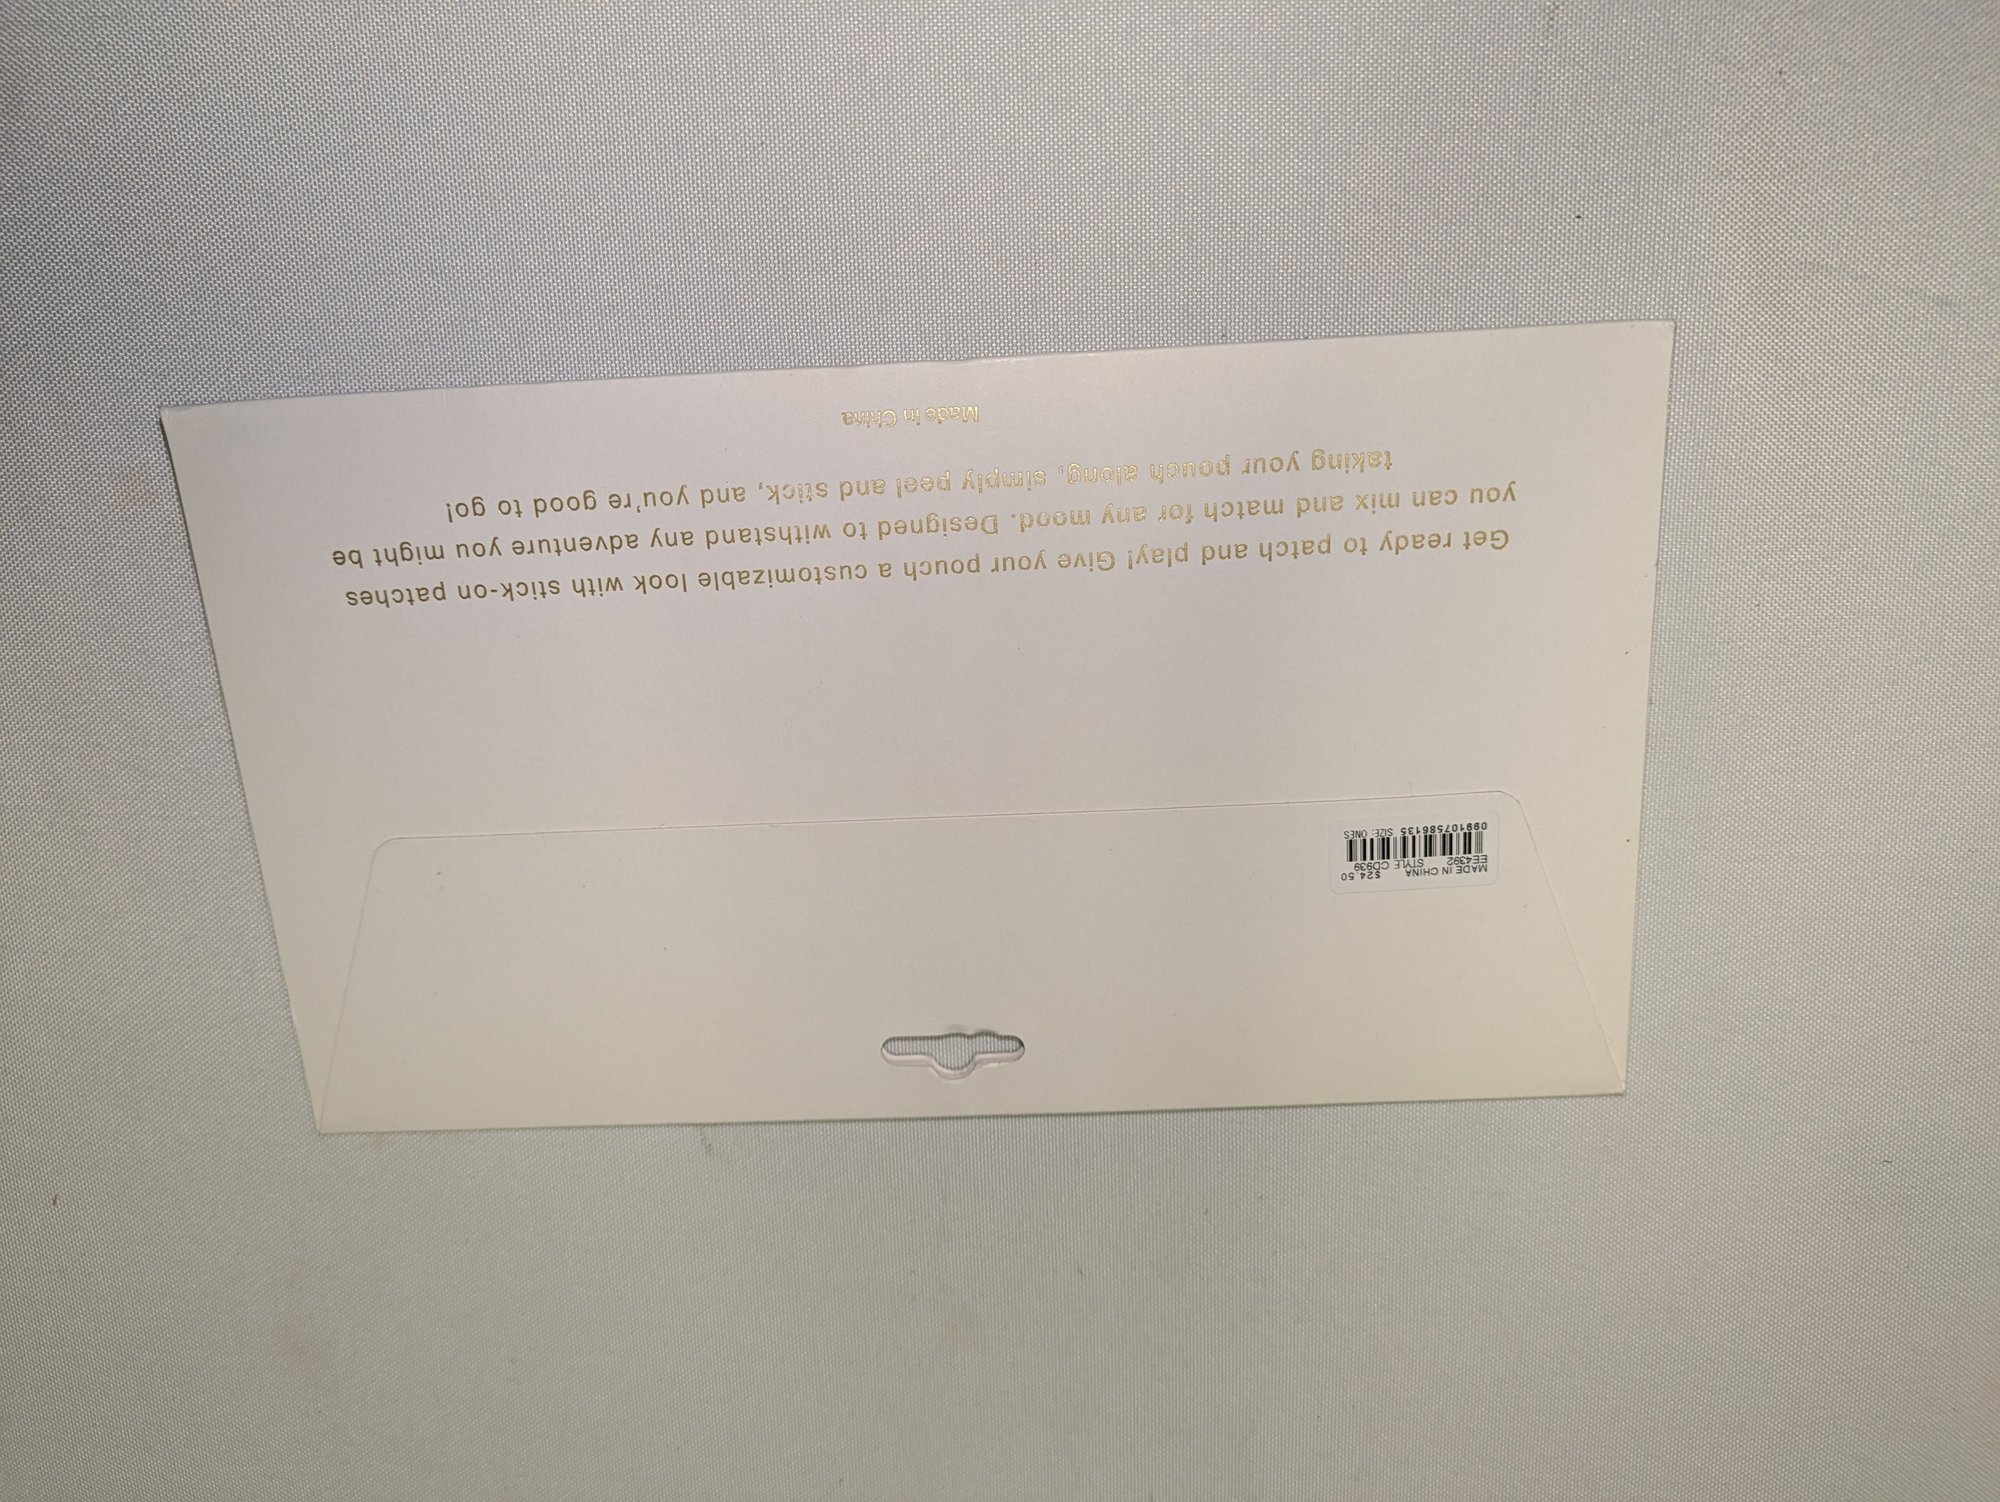 MADE IN CHINA $24.50
EE4392 STYLE CD939
099107586135 SIZE: ONES
Get ready to patch and play! Give your pouch a customizable look with stick-on patches
you can mix and match for any mood. Designed to withstand any adventure you might be
taking your pouch along, simply peel and stick, and you're good to go!
Made in China